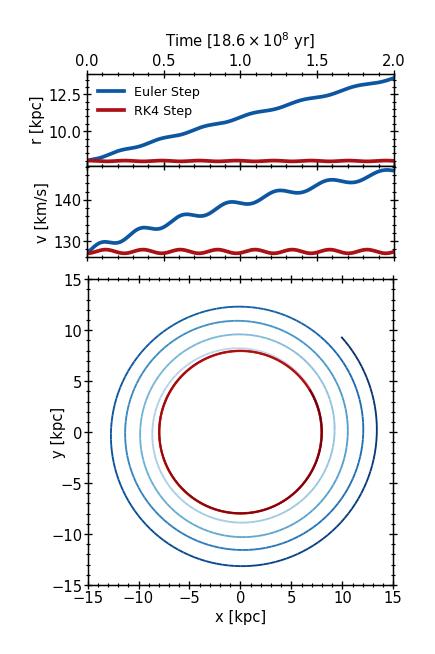 Time [18.6 × 10⁸ yr]
0.0 0.5 1.0 1.5 2.0
12.5
10.0
r [kpc]
Euler Step
RK4 Step
140
130
v [km/s]
15
10
5
0
−5
−10
−15
y [kpc]
−15 −10 −5 0 5 10 15
x [kpc]